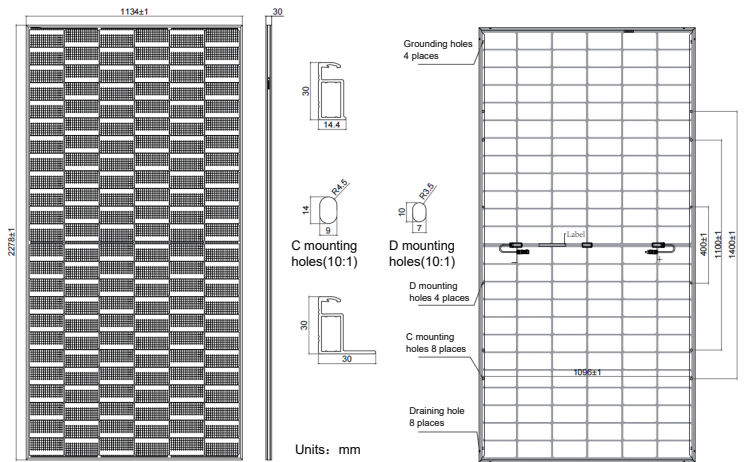 1134±1
30
2278±1
30
14.4
R4.5
14
9
C mounting
holes(10:1)
R3.5
10
7
D mounting
holes(10:1)
30
30
Units: mm
Grounding holes
4 places
Label
-
+
D mounting
holes 4 places
C mounting
holes 8 places
Draining hole
8 places
1096±1
400±1
1100±1
1400±1